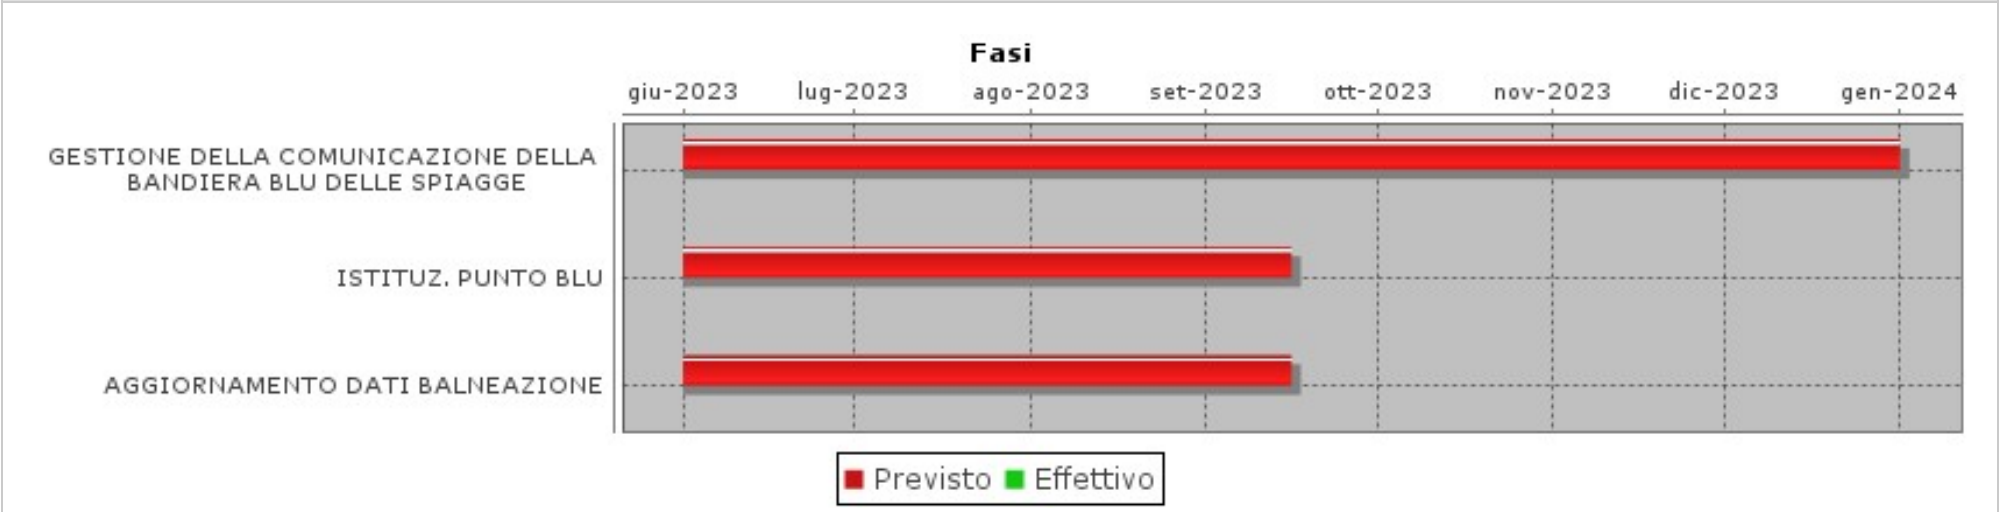 Fasi
giu-2023 lug-2023 ago-2023 set-2023 ott-2023 nov-2023 dic-2023 gen-2024
GESTIONE DELLA COMUNICAZIONE DELLA
BANDIERA BLU DELLE SPIAGGE
ISTITUZ. PUNTO BLU
AGGIORNAMENTO DATI BALNEAZIONE
Previsto Effettivo